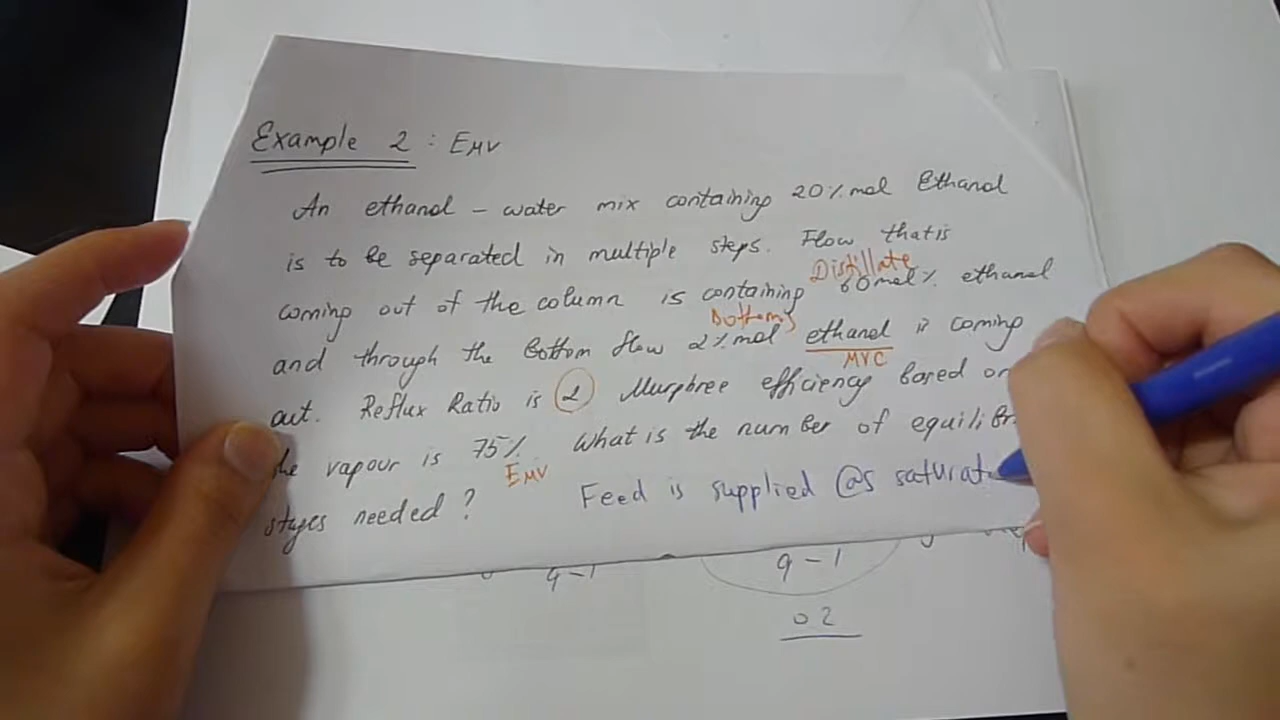 Example 2 : EMV
An ethanol - water mix containing 20 % mol Ethanol
is to be separated in multiple steps. Flow that is
Distillate
coming out of the column is containing 60 mol % ethanol
Bottoms
and through the bottom flow 2 % mol ethanol is coming
MVC
out. Reflux Ratio is 2 Murphree efficiency based on
the vapour is 75 % What is the number of equilibr
EMV
stages needed ? Feed is supplied @s saturate
q - 1
q - 1
0 2